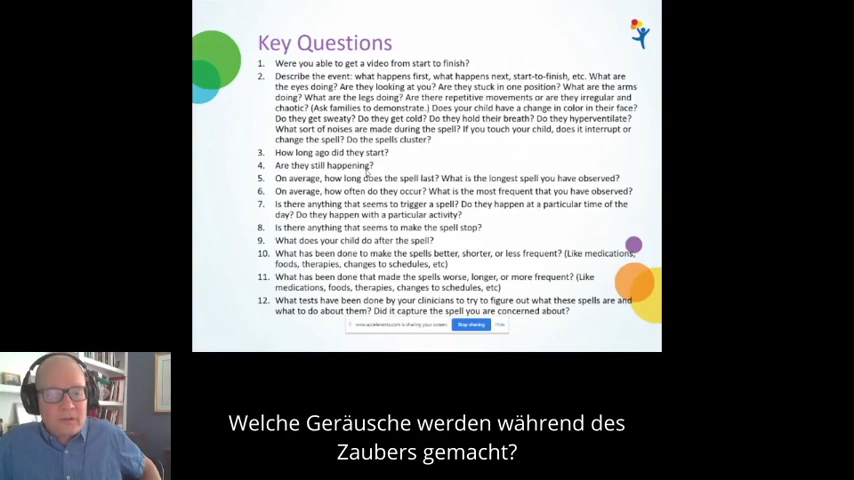 Key Questions
1. Were you able to get a video from start to finish?
2. Describe the event: what happens first, what happens next, start-to-finish, etc. What are
the eyes doing? Are they looking at you? Are they stuck in one position? What are the arms
doing? What are the legs doing? Are there repetitive movements or are they irregular and
chaotic? (Ask families to demonstrate.) Does your child have a change in color in their face?
Do they get sweaty? Do they get cold? Do they hold their breath? Do they hyperventilate?
What sort of noises are made during the spell? If you touch your child, does it interrupt or
change the spell? Do the spells cluster?
3. How long ago did they start?
4. Are they still happening?
5. On average, how long does the spell last? What is the longest spell you have observed?
6. On average, how often do they occur? What is the most frequent that you have observed?
7. Is there anything that seems to trigger a spell? Do they happen at a particular time of the
day? Do they happen with a particular activity?
8. Is there anything that seems to make the spell stop?
9. What does your child do after the spell?
10. What has been done to make the spells better, shorter, or less frequent? (Like medications,
foods, therapies, changes to schedules, etc)
11. What has been done that made the spells worse, longer, or more frequent? (Like
medications, foods, therapies, changes to schedules, etc)
12. What tests have been done by your clinicians to try to figure out what these spells are and
what to do about them? Did it capture the spell you are concerned about?
is sharing your screen. Stop sharing Hide
Welche Geräusche werden während des
Zaubers gemacht?